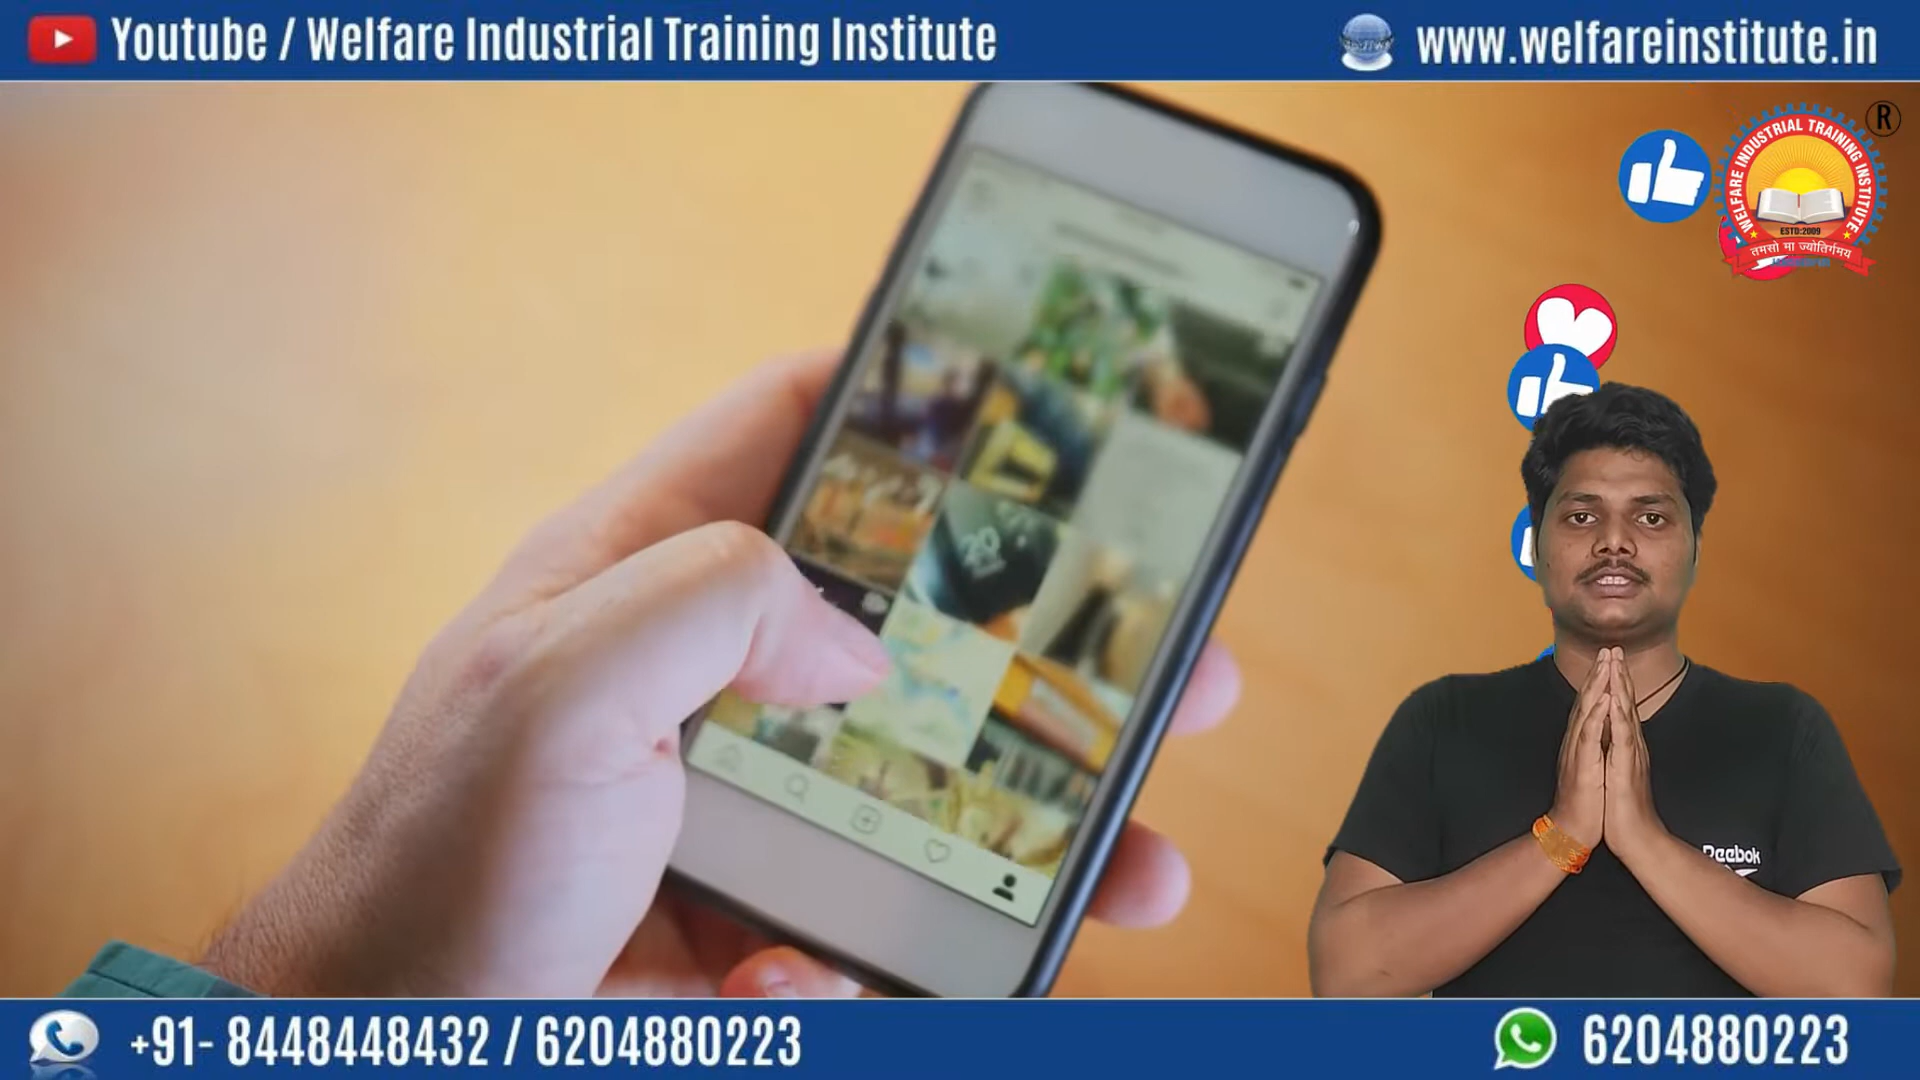 Youtube / Welfare Industrial Training Institute
www.welfareinstitute.in
®
WELFARE INDUSTRIAL TRAINING INSTITUTE
ESTD:2009
तमसो मा ज्योतिर्गमय
20
Reebok
+91- 8448448432 / 6204880223
6204880223